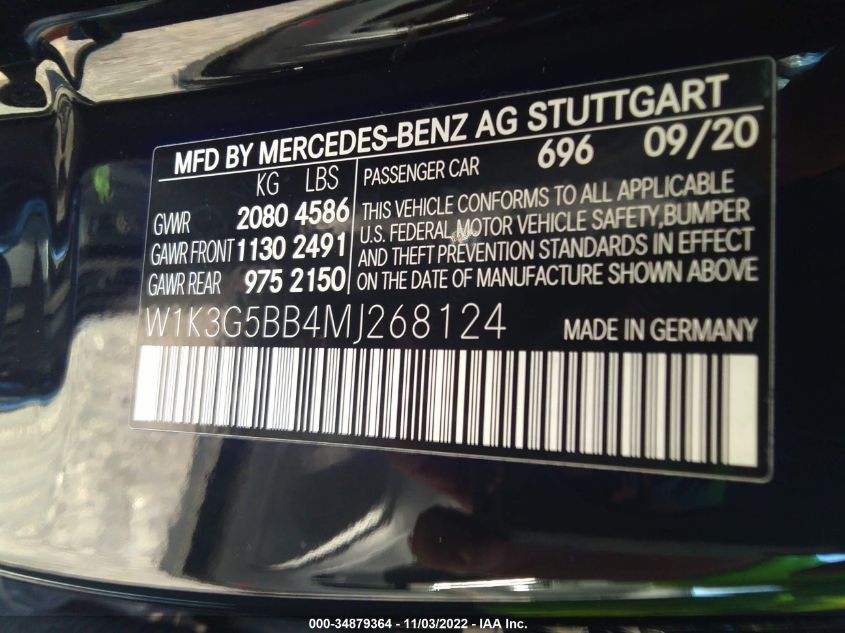 MFD BY MERCEDES-BENZ AG STUTTGART
KG LBS
GVWR 2080 4586
GAWR FRONT 1130 2491
GAWR REAR 975 2150
PASSENGER CAR 696 09/20
THIS VEHICLE CONFORMS TO ALL APPLICABLE
U.S. FEDERAL MOTOR VEHICLE SAFETY,BUMPER
AND THEFT PREVENTION STANDARDS IN EFFECT
ON THE DATE OF MANUFACTURE SHOWN ABOVE
W1K3G5BB4MJ268124 MADE IN GERMANY
000-34879364 - 11/03/2022 - IAA Inc.